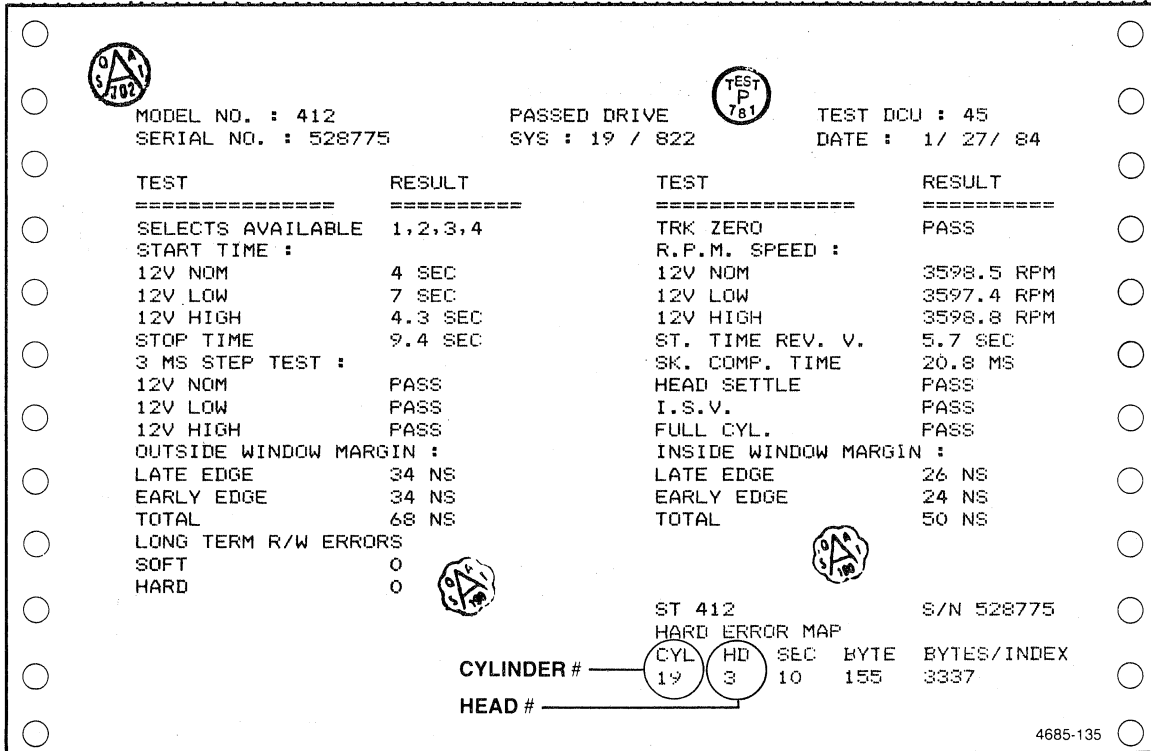 S Q A I
A
702
TEST
P
781
MODEL NO. : 412 PASSED DRIVE TEST DCU : 45
SERIAL NO. : 528775 SYS : 19 / 822 DATE : 1/ 27/ 84
TEST RESULT TEST RESULT
=============== ========== =============== ==========
SELECTS AVAILABLE 1,2,3,4 TRK ZERO PASS
START TIME : R.P.M. SPEED :
12V NOM 4 SEC 12V NOM 3598.5 RPM
12V LOW 7 SEC 12V LOW 3597.4 RPM
12V HIGH 4.3 SEC 12V HIGH 3598.8 RPM
STOP TIME 9.4 SEC ST. TIME REV. V. 5.7 SEC
3 MS STEP TEST : SK. COMP. TIME 20.8 MS
12V NOM PASS HEAD SETTLE PASS
12V LOW PASS I.S.V. PASS
12V HIGH PASS FULL CYL. PASS
OUTSIDE WINDOW MARGIN : INSIDE WINDOW MARGIN :
LATE EDGE 34 NS LATE EDGE 26 NS
EARLY EDGE 34 NS EARLY EDGE 24 NS
TOTAL 68 NS TOTAL 50 NS
LONG TERM R/W ERRORS
SOFT 0
HARD 0
S Q A I
A
S Q A I
A
ST 412 S/N 528775
HARD ERROR MAP
CYL HD SEC BYTE BYTES/INDEX
19 3 10 155 3337
CYLINDER #
HEAD #
4685-135